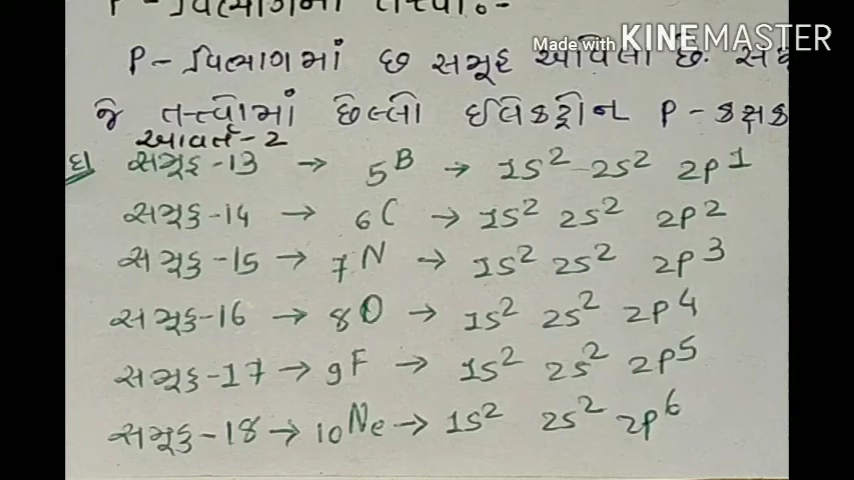 P - વિભાગના તત્ત્વો :-
Made with KINEMASTER
P - વિભાગમાં છ સમૂહ આવેલા છે.
જે તત્ત્વોમાં છેલ્લો ઈલેક્ટ્રોન P - કક્ષક
આવર્ત - 2
દા સમૂહ -13 → 5B → 1S² 2S² 2P¹
સમૂહ -14 → 6C → 1S² 2S² 2P²
સમૂહ -15 → 7N → 1S² 2S² 2P³
સમૂહ -16 → 8O → 1S² 2S² 2P⁴
સમૂહ -17 → 9F → 1S² 2S² 2P⁵
સમૂહ -18 → 10Ne → 1S² 2S² 2P⁶